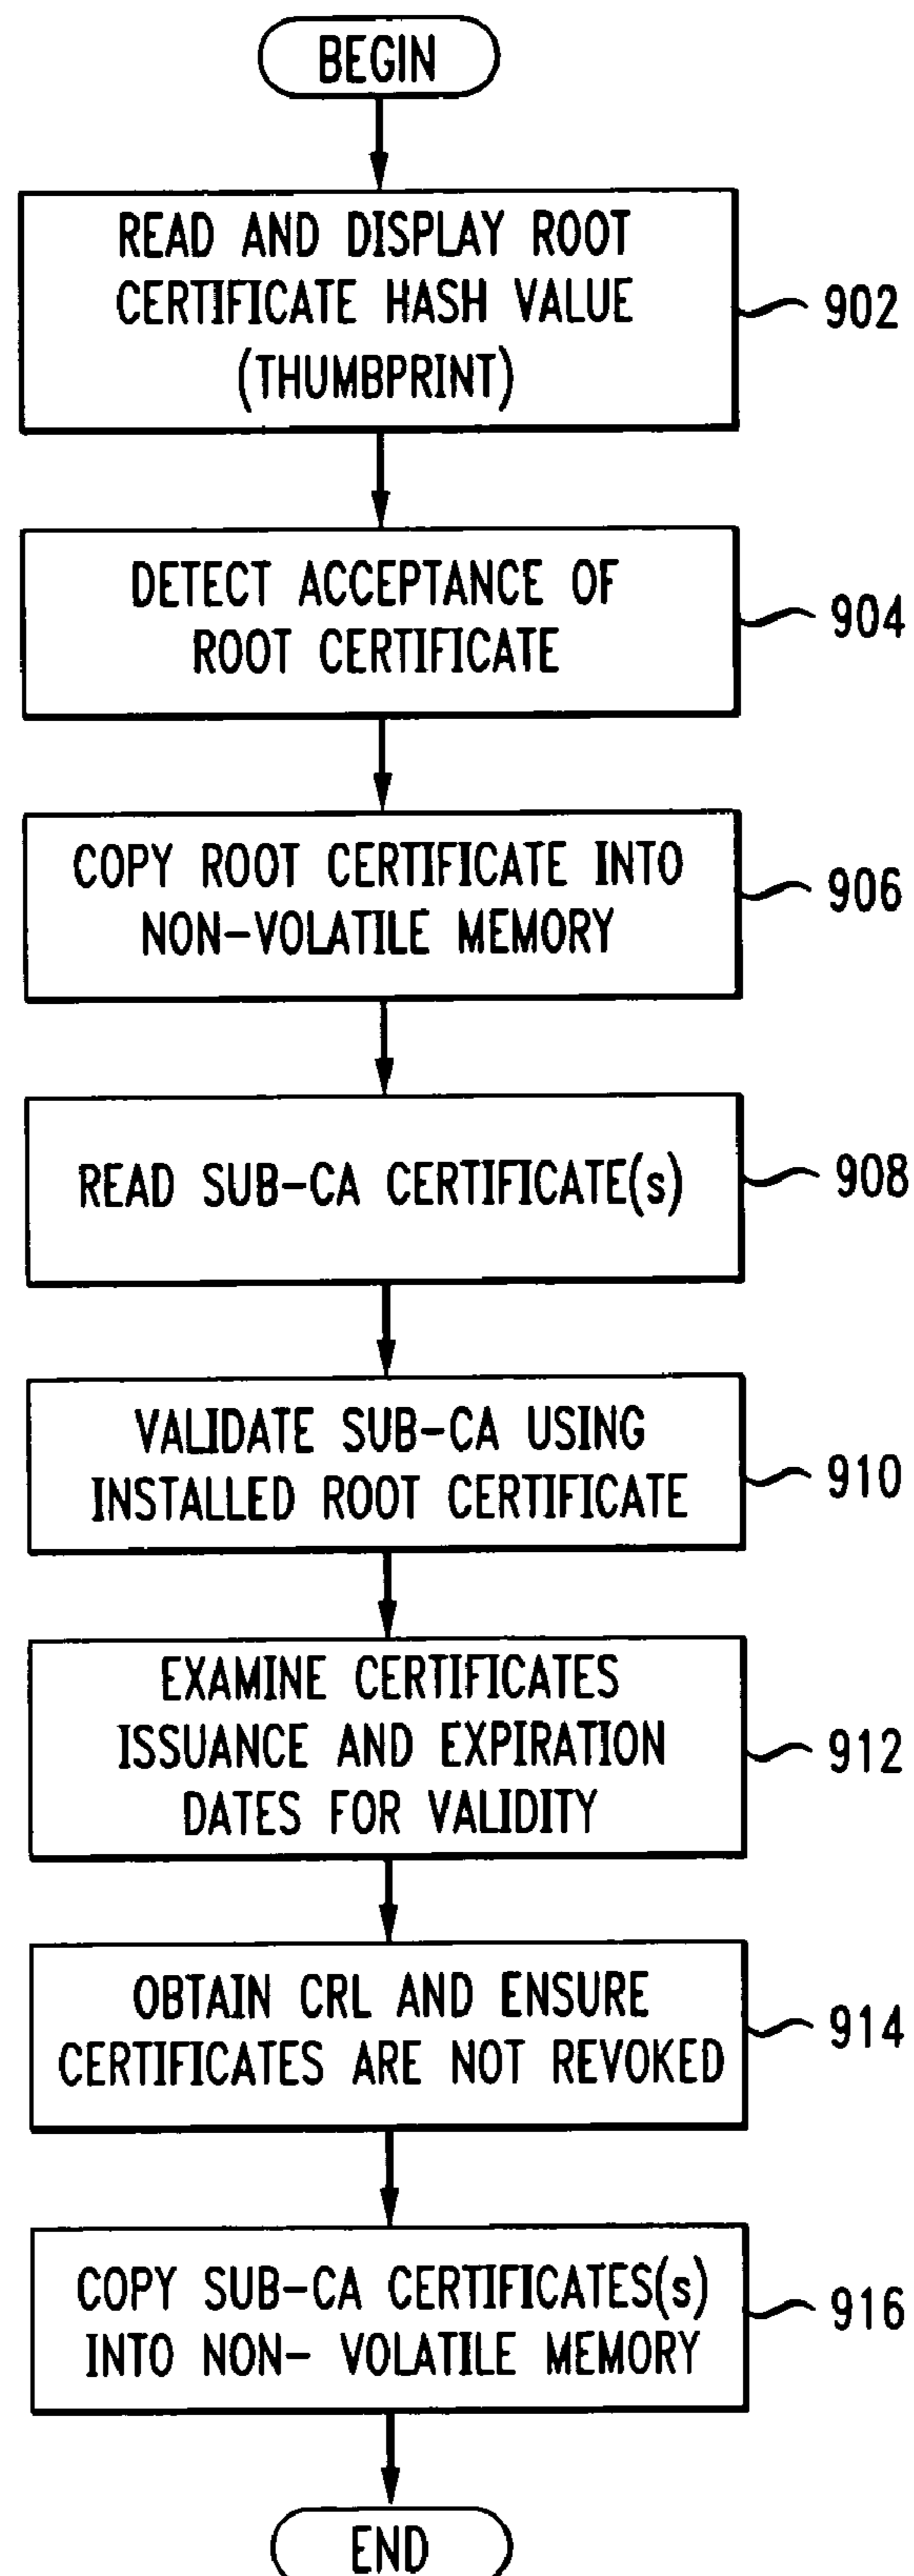 BEGIN
READ AND DISPLAY ROOT
CERTIFICATE HASH VALUE
(THUMBPRINT)
902
DETECT ACCEPTANCE OF
ROOT CERTIFICATE
904
COPY ROOT CERTIFICATE INTO
NON-VOLATILE MEMORY
906
READ SUB-CA CERTIFICATE(s)
908
VALIDATE SUB-CA USING
INSTALLED ROOT CERTIFICATE
910
EXAMINE CERTIFICATES
ISSUANCE AND EXPIRATION
DATES FOR VALIDITY
912
OBTAIN CRL AND ENSURE
CERTIFICATES ARE NOT REVOKED
914
COPY SUB-CA CERTIFICATES(s)
INTO NON- VOLATILE MEMORY
916
END